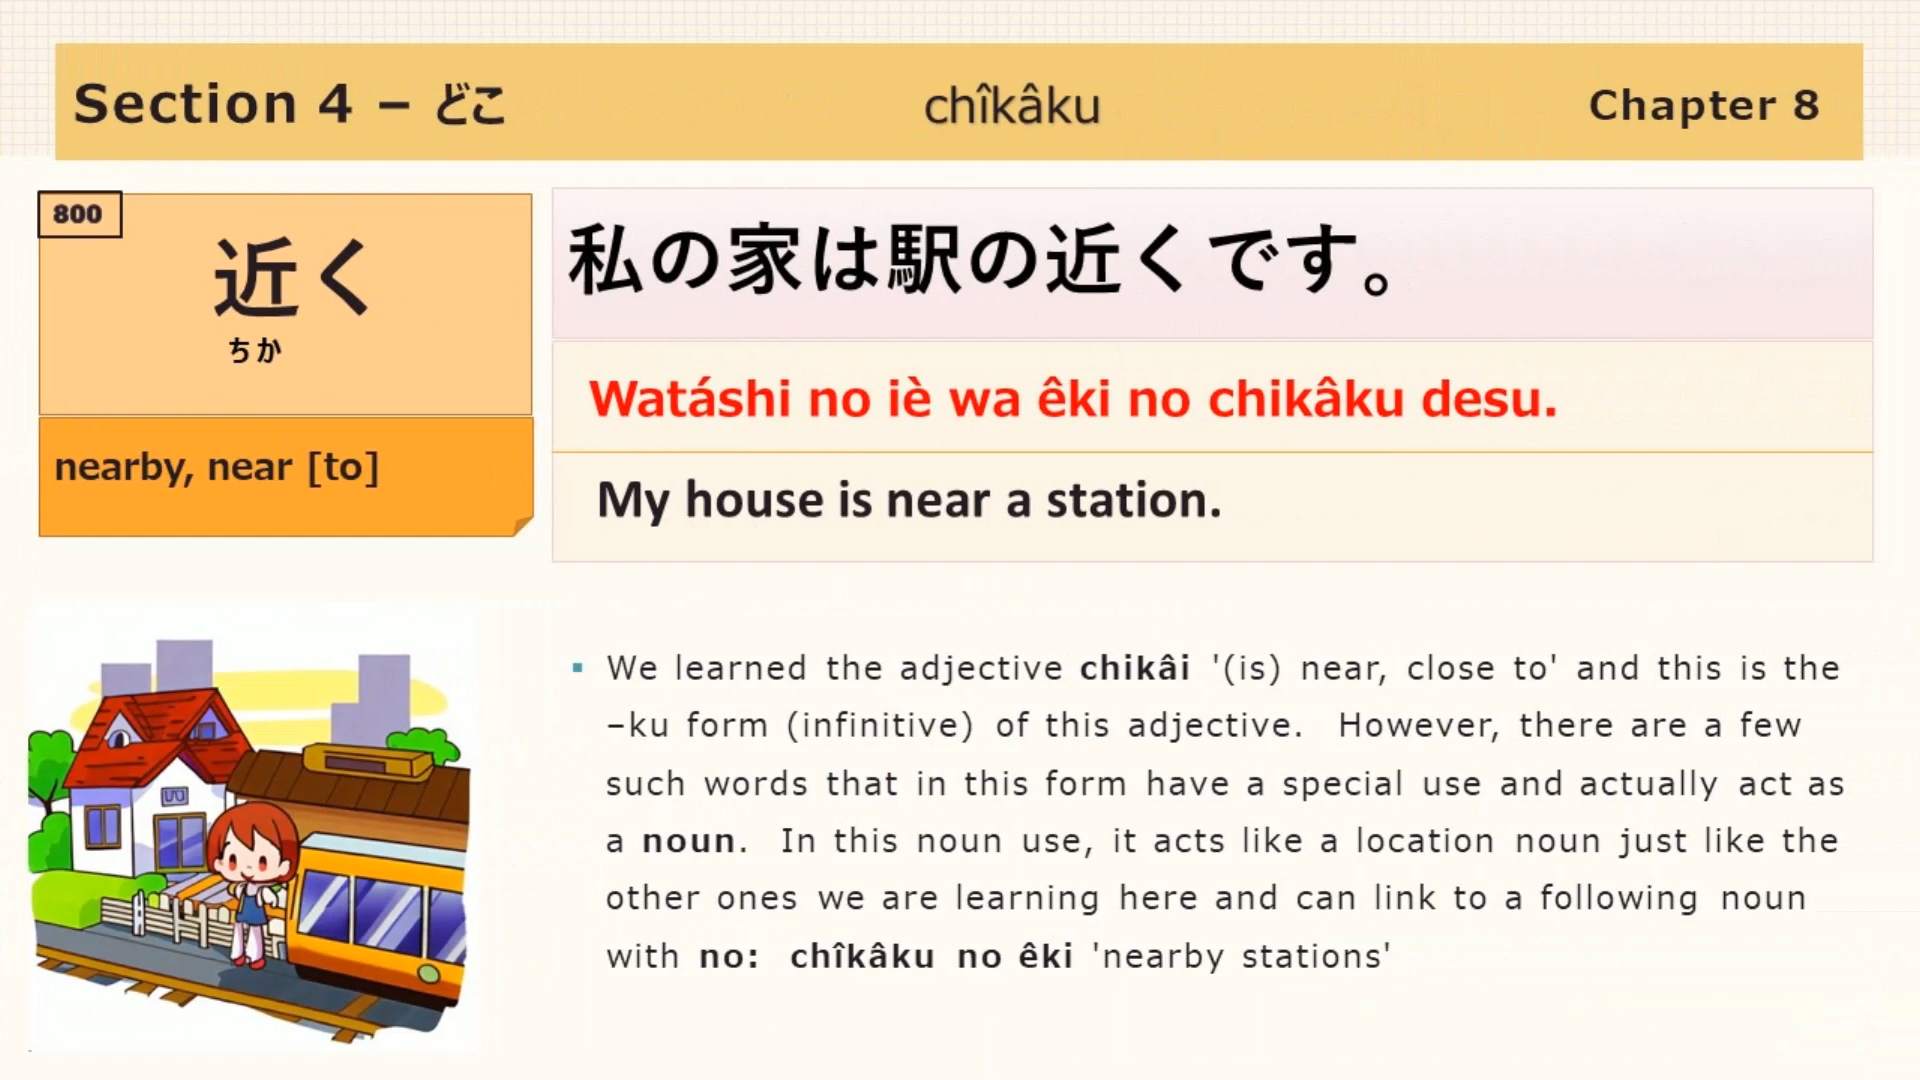 Section 4 – どこ
chîkâku
Chapter 8
800
近く
ちか
nearby, near [to]
私の家は駅の近くです。
Watáshi no iè wa êki no chikâku desu.
My house is near a station.
▪ We learned the adjective chikâi '(is) near, close to' and this is the
–ku form (infinitive) of this adjective. However, there are a few
such words that in this form have a special use and actually act as
a noun. In this noun use, it acts like a location noun just like the
other ones we are learning here and can link to a following noun
with no: chîkâku no êki 'nearby stations'